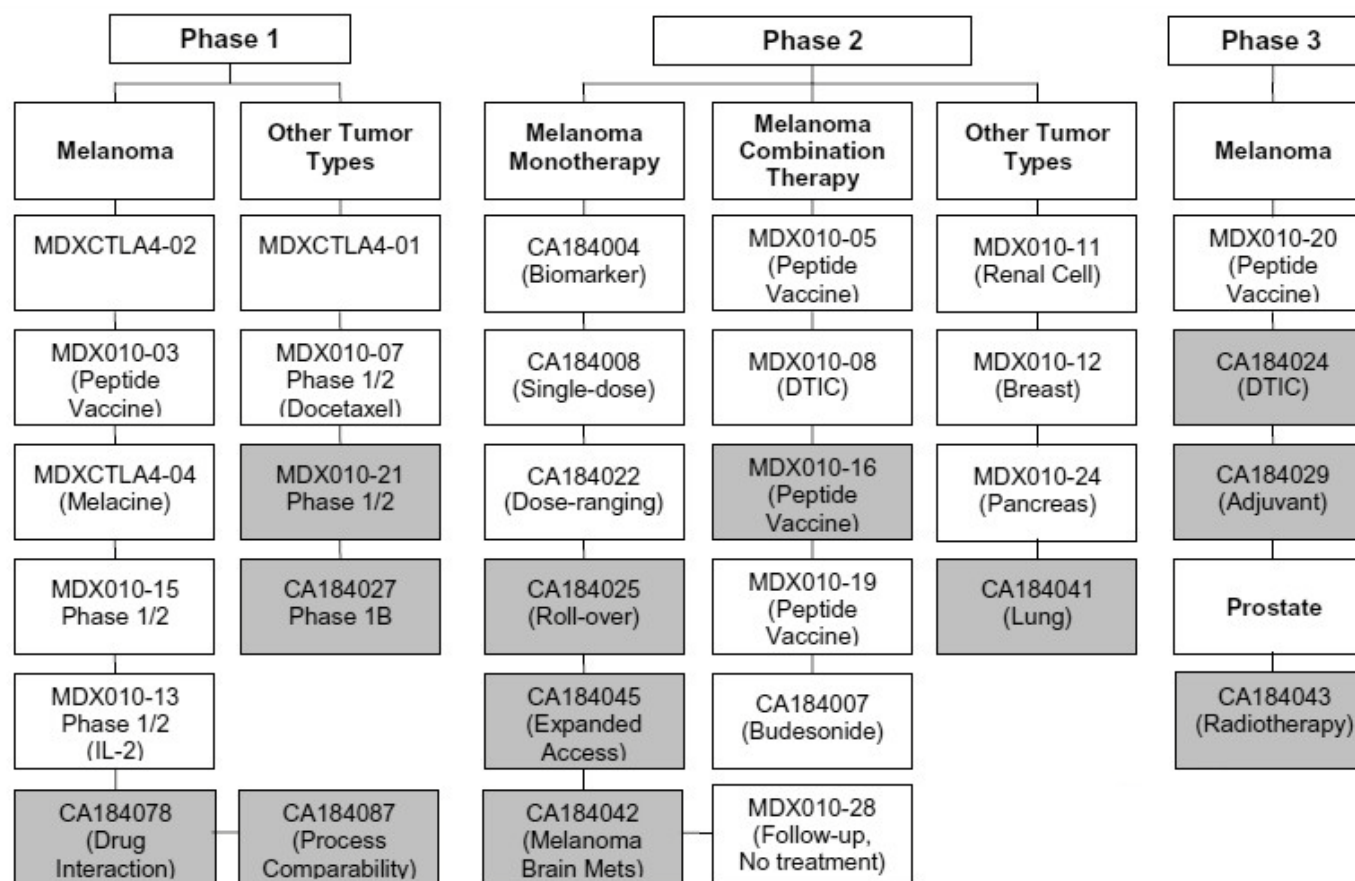 Phase 1
Melanoma
MDXCTLA4-02
MDX010-03
(Peptide
Vaccine)
MDXCTLA4-04
(Melacine)
MDX010-15
Phase 1/2
MDX010-13
Phase 1/2
(IL-2)
CA184078
(Drug
Interaction)
Other Tumor
Types
MDXCTLA4-01
MDX010-07
Phase 1/2
(Docetaxel)
MDX010-21
Phase 1/2
CA184027
Phase 1B
CA184087
(Process
Comparability)
Phase 2
Melanoma
Monotherapy
CA184004
(Biomarker)
CA184008
(Single-dose)
CA184022
(Dose-ranging)
CA184025
(Roll-over)
CA184045
(Expanded
Access)
CA184042
(Melanoma
Brain Mets)
Melanoma
Combination
Therapy
MDX010-05
(Peptide
Vaccine)
MDX010-08
(DTIC)
MDX010-16
(Peptide
Vaccine)
MDX010-19
(Peptide
Vaccine)
CA184007
(Budesonide)
MDX010-28
(Follow-up,
No treatment)
Other Tumor
Types
MDX010-11
(Renal Cell)
MDX010-12
(Breast)
MDX010-24
(Pancreas)
CA184041
(Lung)
Phase 3
Melanoma
MDX010-20
(Peptide
Vaccine)
CA184024
(DTIC)
CA184029
(Adjuvant)
Prostate
CA184043
(Radiotherapy)